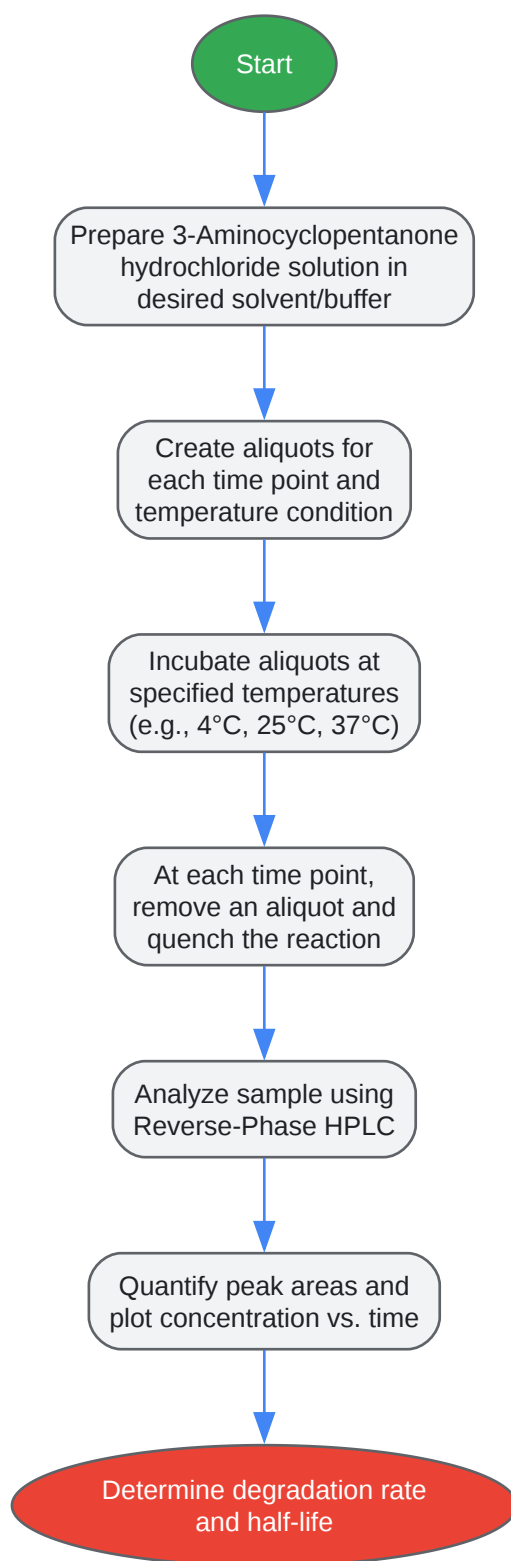 Start
Prepare 3-Aminocyclopentanone
hydrochloride solution in
desired solvent/buffer
Create aliquots for
each time point and
temperature condition
Incubate aliquots at
specified temperatures
(e.g., 4°C, 25°C, 37°C)
At each time point,
remove an aliquot and
quench the reaction
Analyze sample using
Reverse-Phase HPLC
Quantify peak areas and
plot concentration vs. time
Determine degradation rate
and half-life